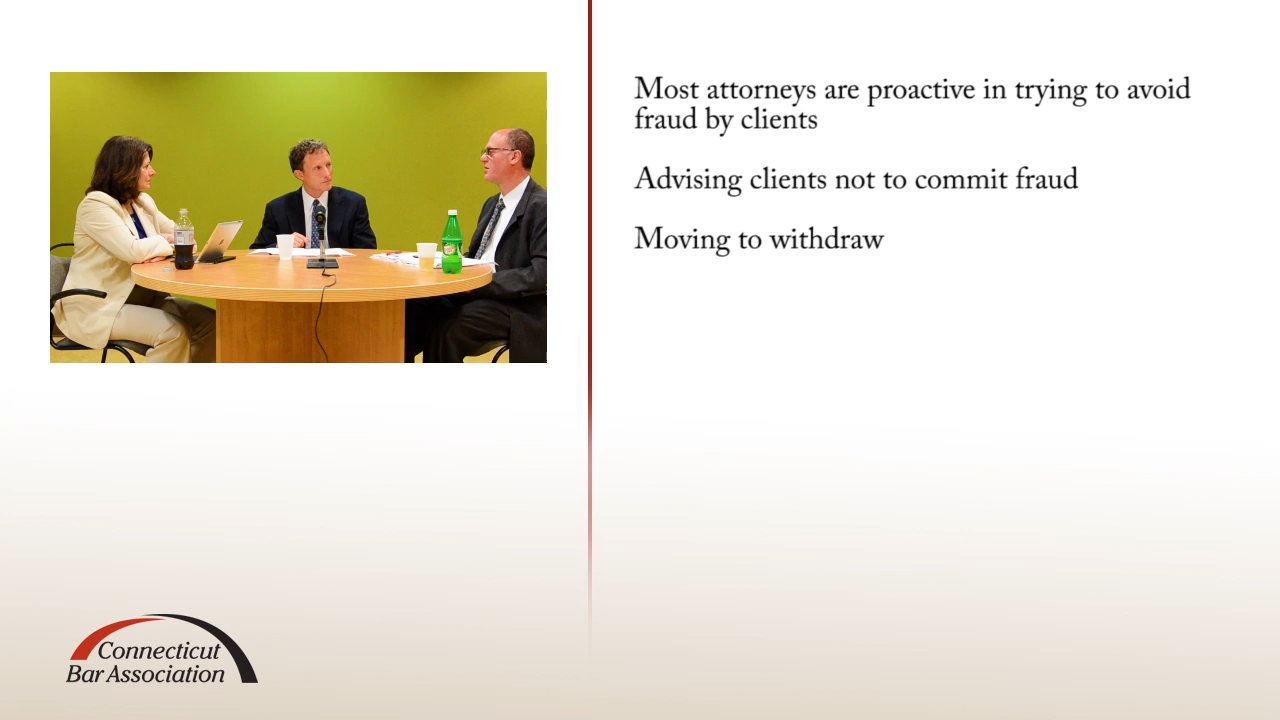 Most attorneys are proactive in trying to avoid
fraud by clients
Advising clients not to commit fraud
Moving to withdraw
Connecticut
Bar Association